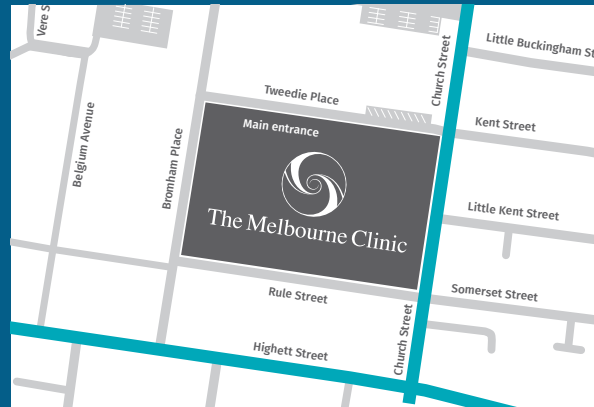 Vere S
Little Buckingham St
Church Street
Tweedie Place
Kent Street
Main entrance
Belgium Avenue
Bromham Place
Little Kent Street
The Melbourne Clinic
Rule Street
Somerset Street
Church Street
Highett Street